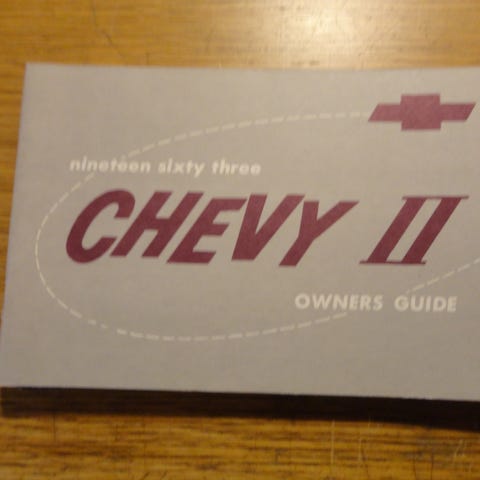 nineteen sixty three
CHEVY II
OWNERS GUIDE